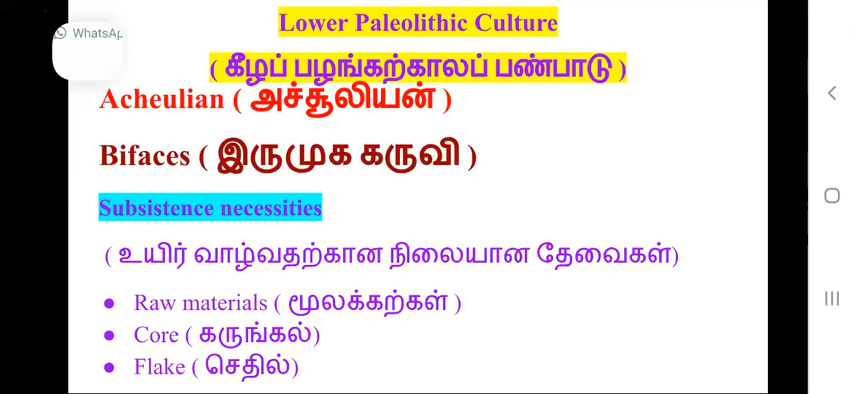 Lower Paleolithic Culture
WhatsAp
( கீழப் பழங்கற்காலப் பண்பாடு )
Acheulian ( அச்சூலியன் )
Bifaces ( இருமுக கருவி )
Subsistence necessities
( உயிர் வாழ்வதற்கான நிலையான தேவைகள்)
● Raw materials ( மூலக்கற்கள் )
● Core ( கருங்கல்)
● Flake ( செதில்)